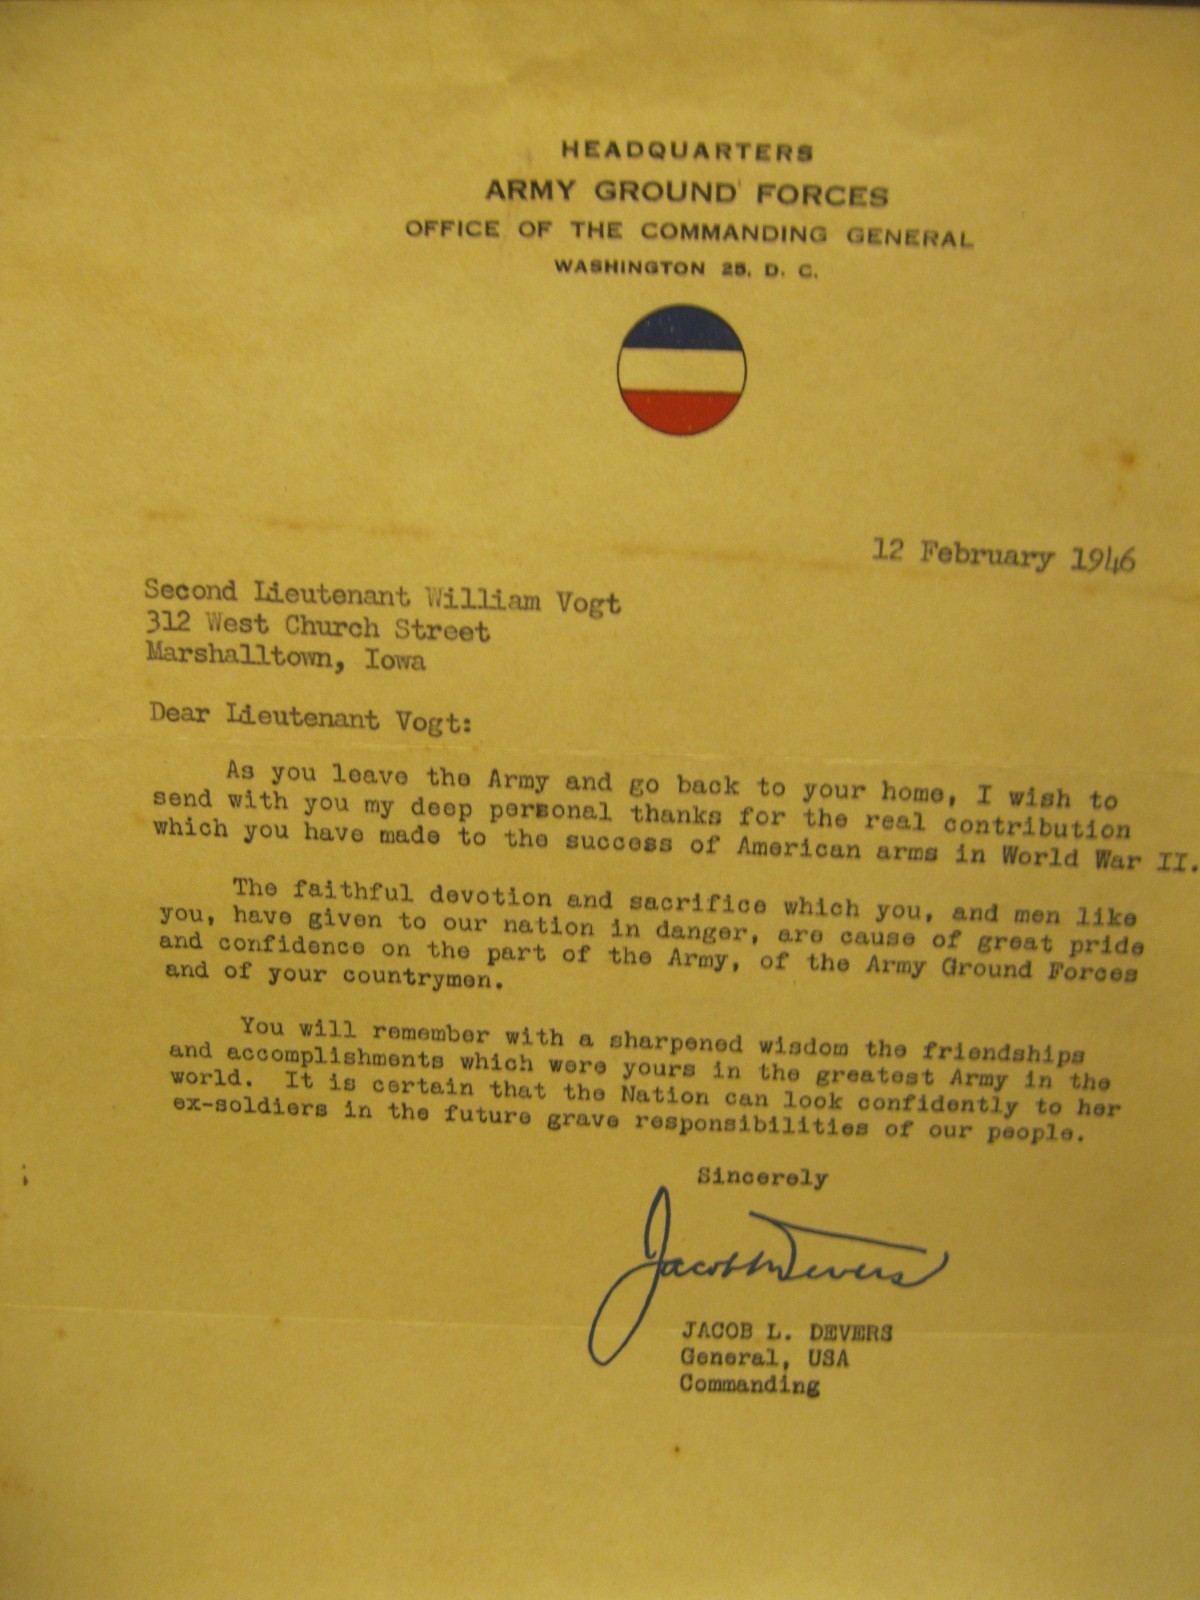 HEADQUARTERS
ARMY GROUND FORCES
OFFICE OF THE COMMANDING GENERAL
WASHINGTON 25, D. C.
12 February 1946
Second Lieutenant William Vogt
312 West Church Street
Marshalltown, Iowa
Dear Lieutenant Vogt:
As you leave the Army and go back to your home, I wish to
send with you my deep personal thanks for the real contribution
which you have made to the success of American arms in World War II.
The faithful devotion and sacrifice which you, and men like
you, have given to our nation in danger, are cause of great pride
and confidence on the part of the Army, of the Army Ground Forces
and of your countrymen.
You will remember with a sharpened wisdom the friendships
and accomplishments which were yours in the greatest Army in the
world. It is certain that the Nation can look confidently to her
ex-soldiers in the future grave responsibilities of our people.
Sincerely
Jacob L. Devers
JACOB L. DEVERS
General, USA
Commanding